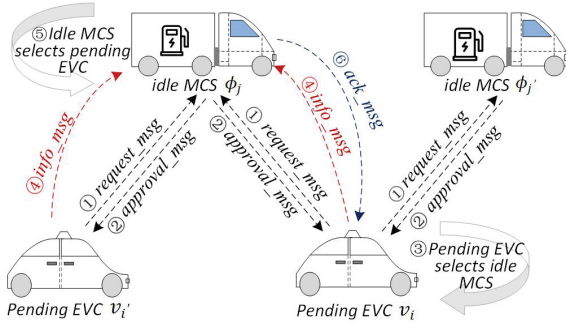 ⑤Idle MCS
selects pending
EVC
idle MCS ϕj
idle MCS ϕj′
④info_msg
①request_msg
②approval_msg
①request_msg
②approval_msg
④info_msg
⑥ack_msg
①request_msg
②approval_msg
③Pending EVC
selects idle
MCS
Pending EVC vi′
Pending EVC vi